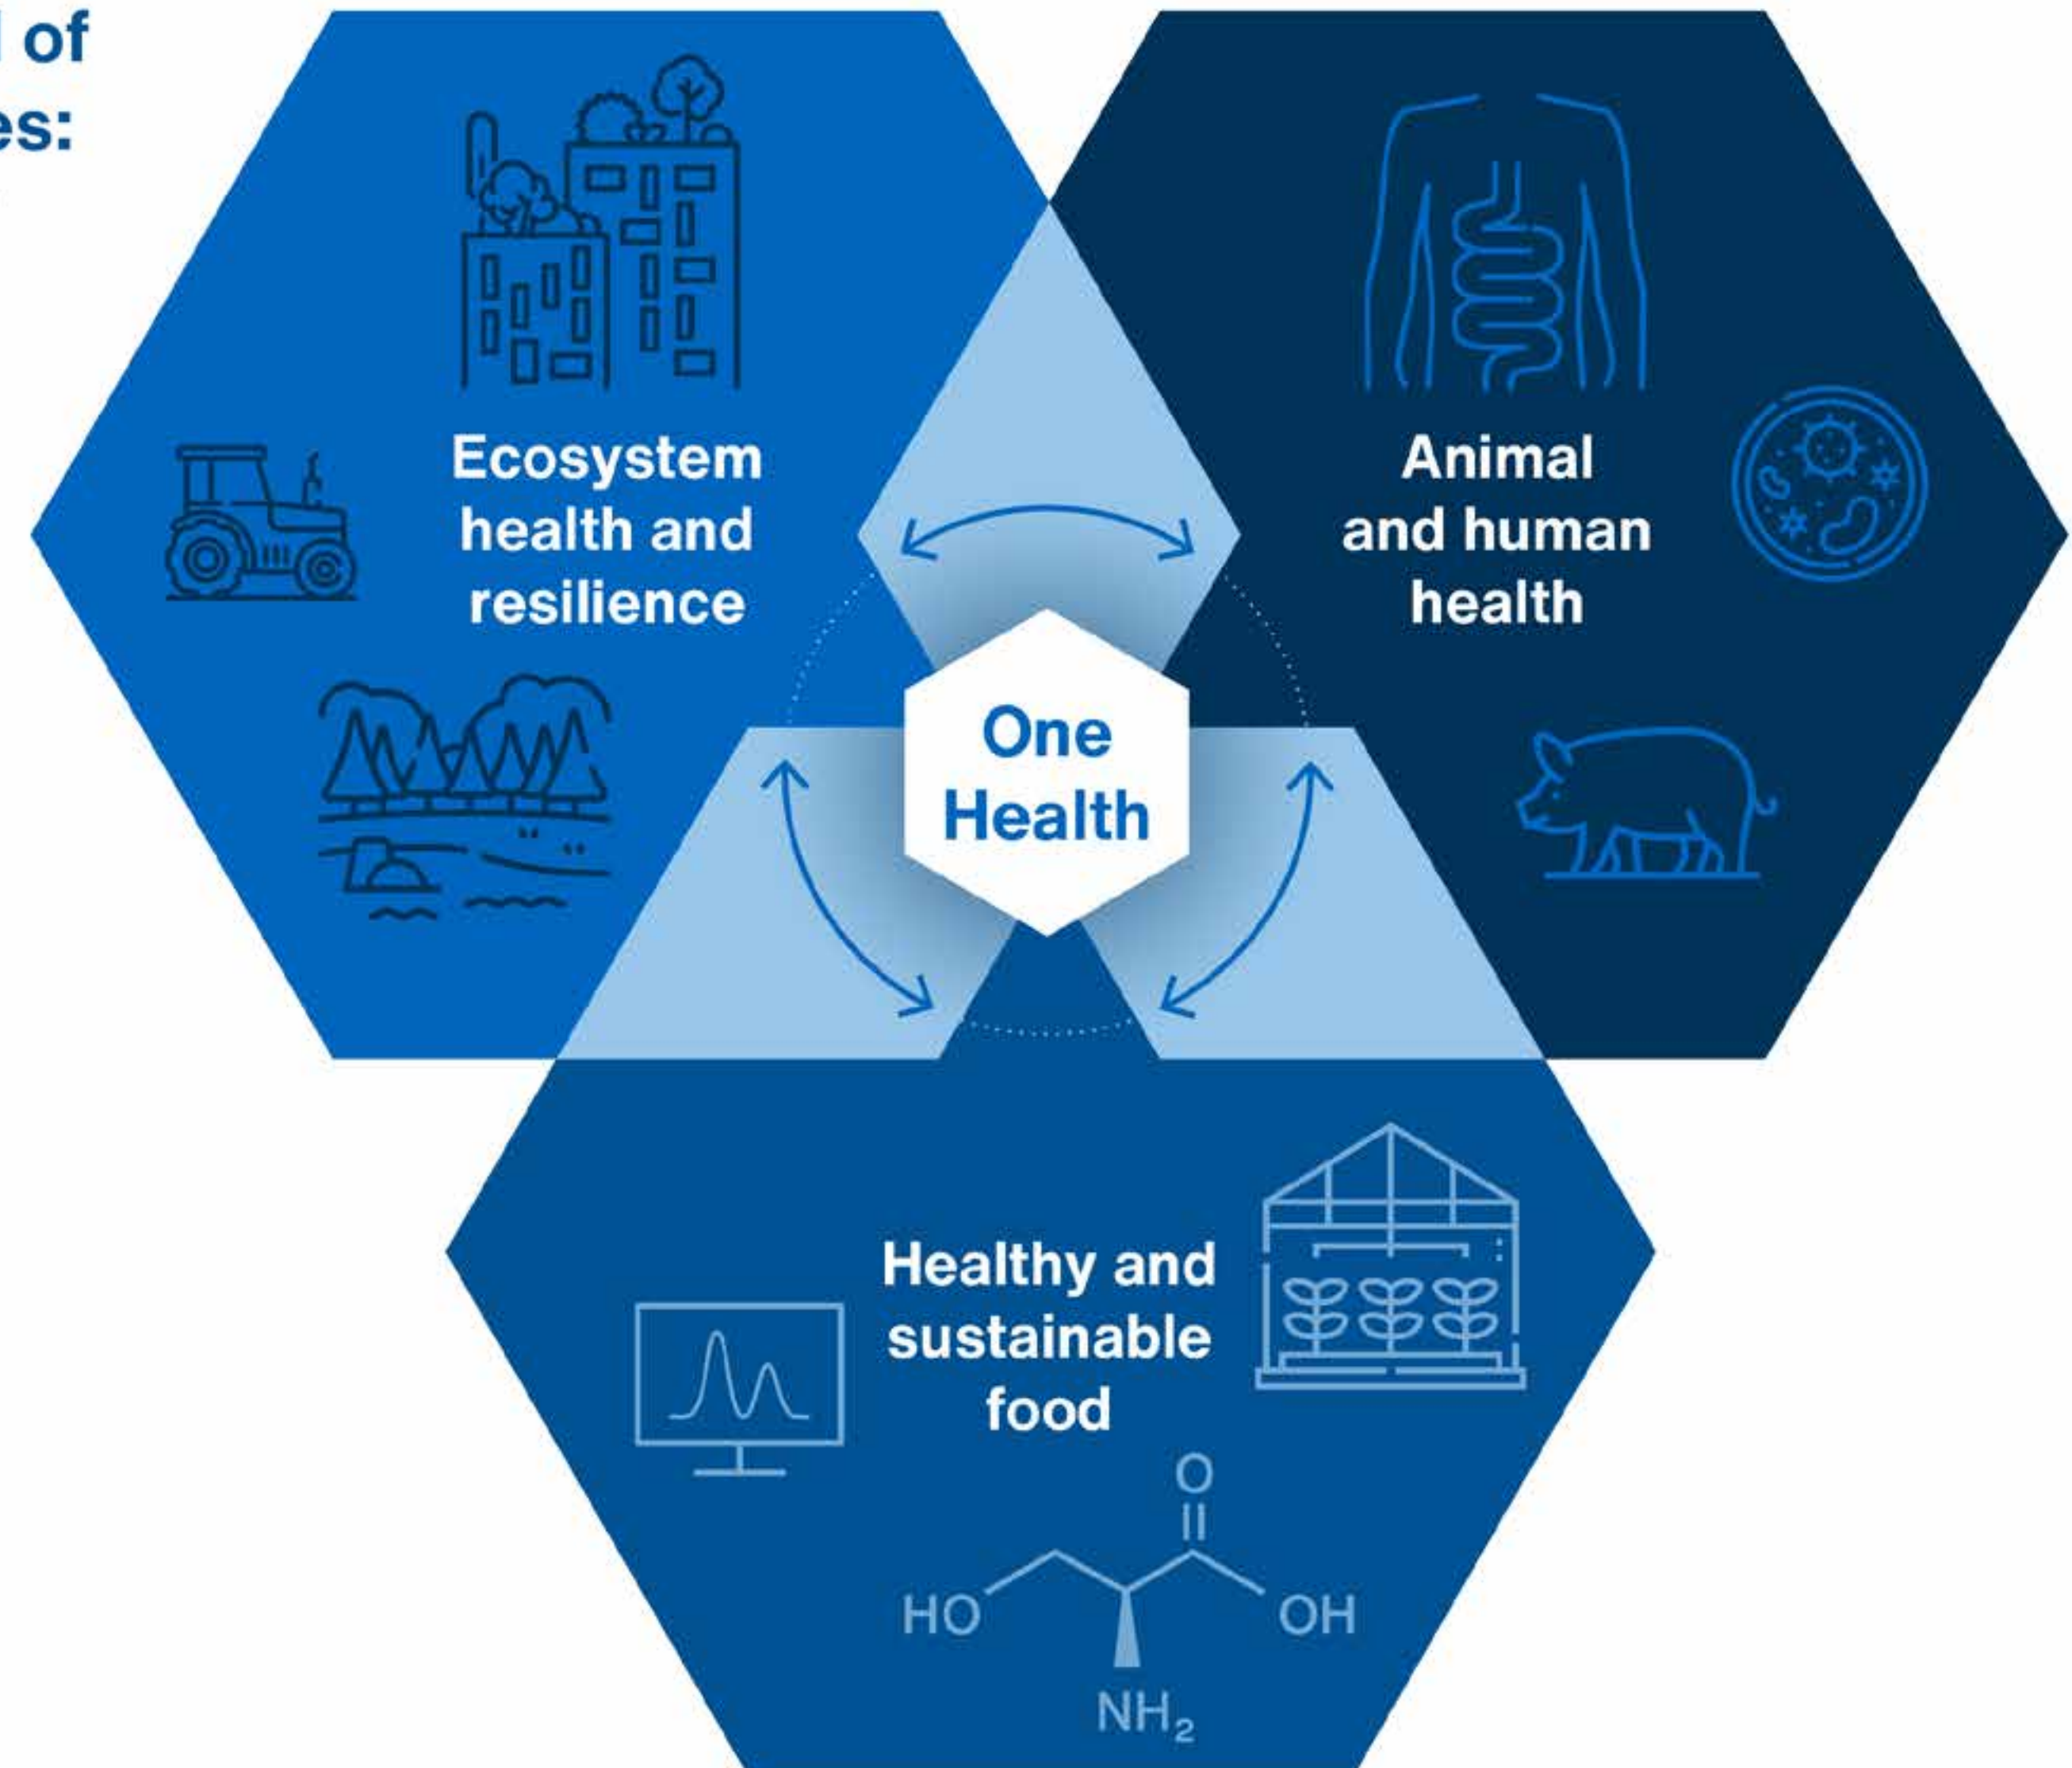 of
es:
Ecosystem
health and
resilience
Animal
and human
health
One
Health
Healthy and
sustainable
food
O
HO
OH
NH₂